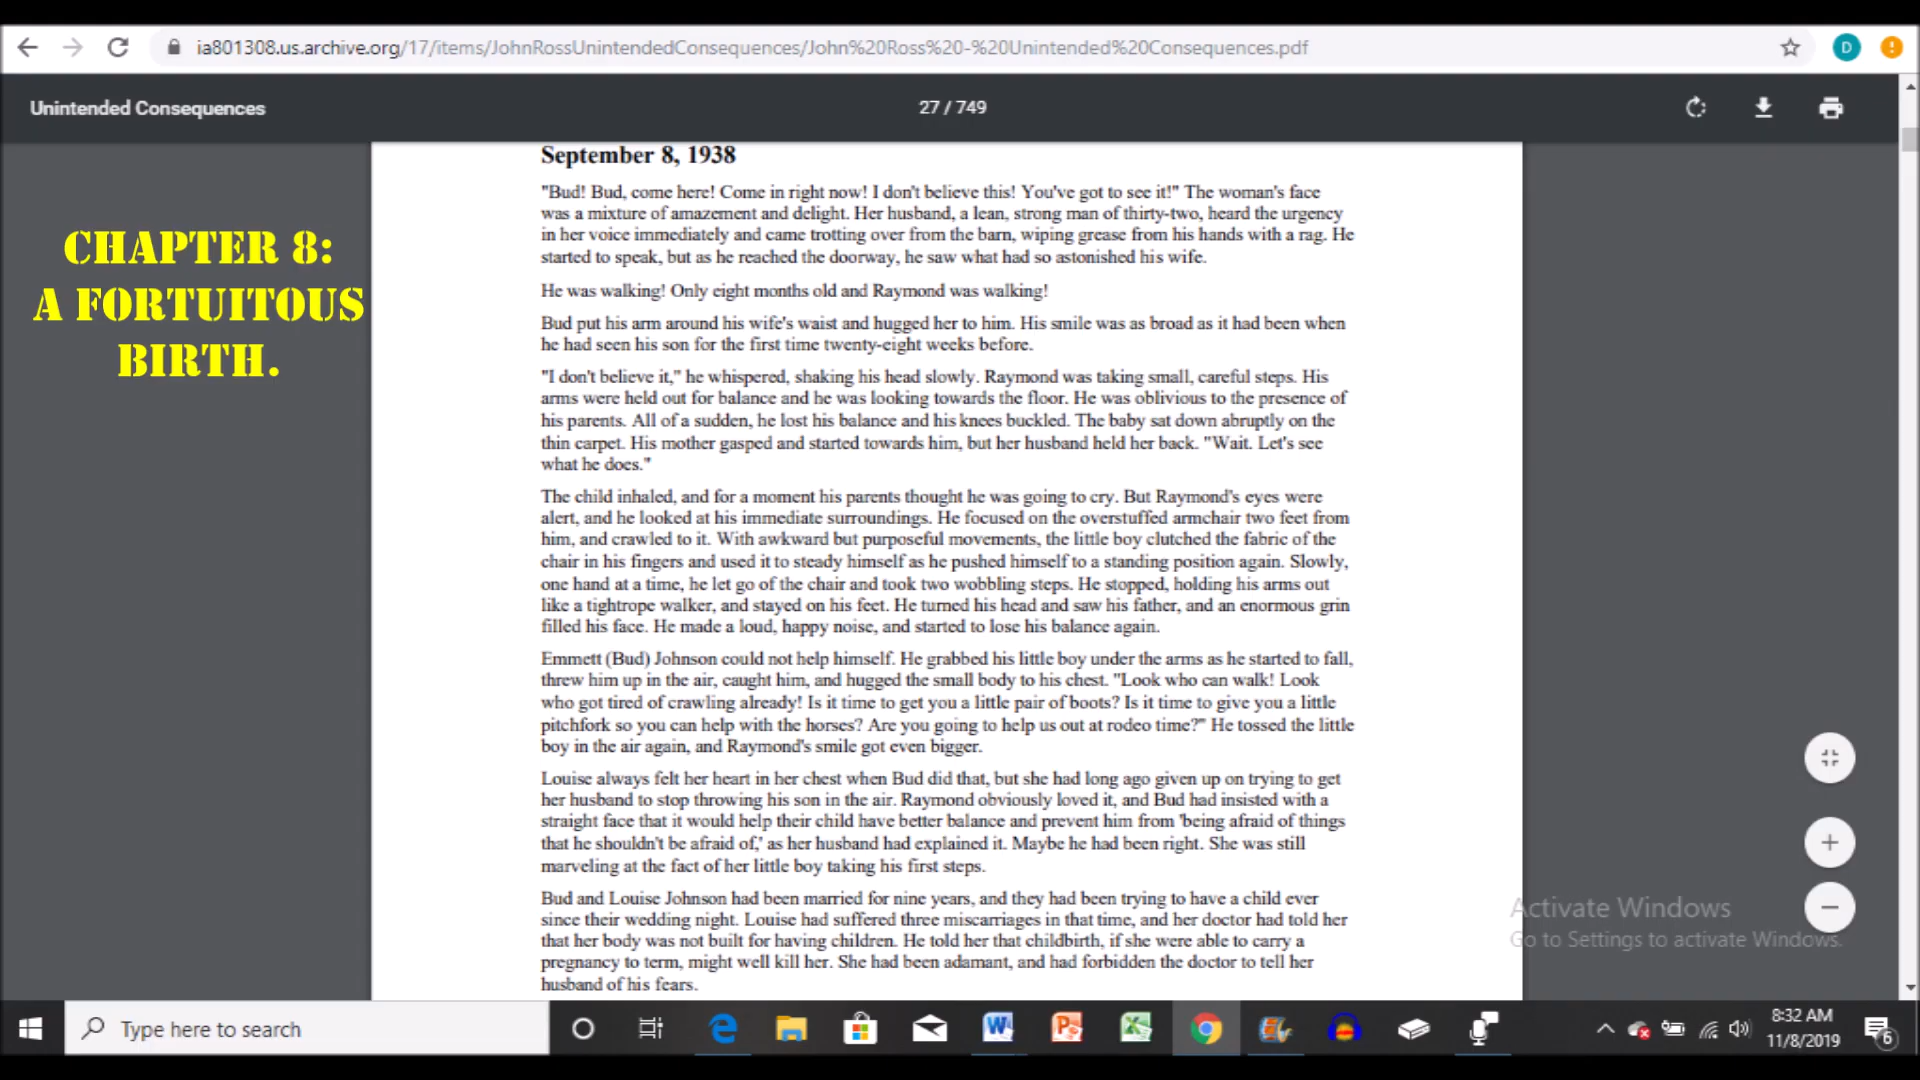 ia801308.us.archive.org/17/items/JohnRossUnintendedConsequences/John%20Ross%20-%20Unintended%20Consequences.pdf
D
Unintended Consequences
27 / 749
CHAPTER 8:
A FORTUITOUS
BIRTH.
September 8, 1938
"Bud! Bud, come here! Come in right now! I don't believe this! You've got to see it!" The woman's face
was a mixture of amazement and delight. Her husband, a lean, strong man of thirty-two, heard the urgency
in her voice immediately and came trotting over from the barn, wiping grease from his hands with a rag. He
started to speak, but as he reached the doorway, he saw what had so astonished his wife.
He was walking! Only eight months old and Raymond was walking!
Bud put his arm around his wife's waist and hugged her to him. His smile was as broad as it had been when
he had seen his son for the first time twenty-eight weeks before.
"I don't believe it," he whispered, shaking his head slowly. Raymond was taking small, careful steps. His
arms were held out for balance and he was looking towards the floor. He was oblivious to the presence of
his parents. All of a sudden, he lost his balance and his knees buckled. The baby sat down abruptly on the
thin carpet. His mother gasped and started towards him, but her husband held her back. "Wait. Let's see
what he does."
The child inhaled, and for a moment his parents thought he was going to cry. But Raymond's eyes were
alert, and he looked at his immediate surroundings. He focused on the overstuffed armchair two feet from
him, and crawled to it. With awkward but purposeful movements, the little boy clutched the fabric of the
chair in his fingers and used it to steady himself as he pushed himself to a standing position again. Slowly,
one hand at a time, he let go of the chair and took two wobbling steps. He stopped, holding his arms out
like a tightrope walker, and stayed on his feet. He turned his head and saw his father, and an enormous grin
filled his face. He made a loud, happy noise, and started to lose his balance again.
Emmett (Bud) Johnson could not help himself. He grabbed his little boy under the arms as he started to fall,
threw him up in the air, caught him, and hugged the small body to his chest. "Look who can walk! Look
who got tired of crawling already! Is it time to get you a little pair of boots? Is it time to give you a little
pitchfork so you can help with the horses? Are you going to help us out at rodeo time?" He tossed the little
boy in the air again, and Raymond's smile got even bigger.
Louise always felt her heart in her chest when Bud did that, but she had long ago given up on trying to get
her husband to stop throwing his son in the air. Raymond obviously loved it, and Bud had insisted with a
straight face that it would help their child have better balance and prevent him from 'being afraid of things
that he shouldn't be afraid of,' as her husband had explained it. Maybe he had been right. She was still
marveling at the fact of her little boy taking his first steps.
Bud and Louise Johnson had been married for nine years, and they had been trying to have a child ever
since their wedding night. Louise had suffered three miscarriages in that time, and her doctor had told her
that her body was not built for having children. He told her that childbirth, if she were able to carry a
pregnancy to term, might well kill her. She had been adamant, and had forbidden the doctor to tell her
husband of his fears.
Activate Windows
Go to Settings to activate Windows.
Type here to search
8:32 AM
11/8/2019
6